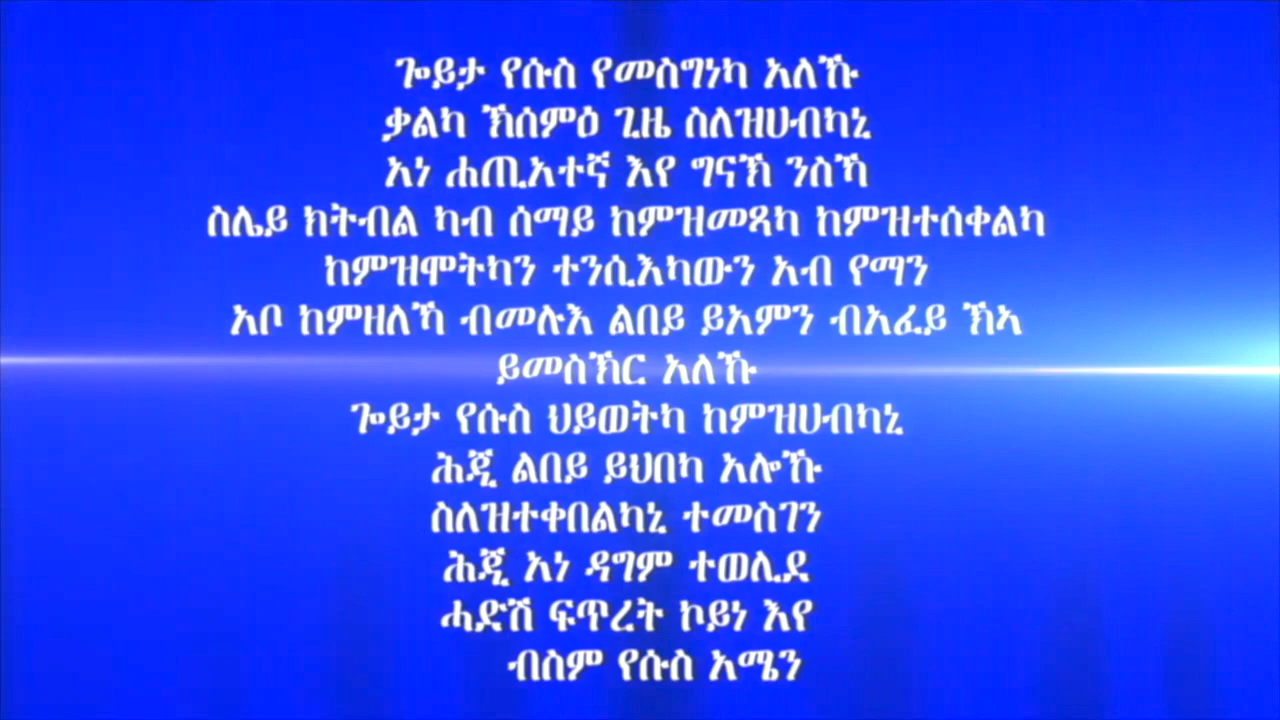 ጐይታ የሱስ የመስግነካ አለኹ
ቃልካ ኽሰምዕ ጊዜ ስለዝሀብካኒ
አነ ሐጢአተኛ እየ ግናኽ ንስኻ
ስሌይ ክትብል ካብ ሰማይ ከምዝመጻካ ከምዝተሰቀልካ
ከምዝሞትካን ተንሲእካውን አብ የማን
አቦ ከምዘለኻ ብመሉእ ልበይ ይአምን ብአፈይ ኽኣ
ይመስኽር አለኹ
ጐይታ የሱስ ህይወትካ ከምዝሀብካኒ
ሕጂ ልበይ ይህበካ አሎኹ
ስለዝተቀበልካኒ ተመስገን
ሕጂ አነ ዳግም ተወሊደ
ሓድሽ ፍጥረት ኮይነ እየ
ብስም የሱስ አሜን